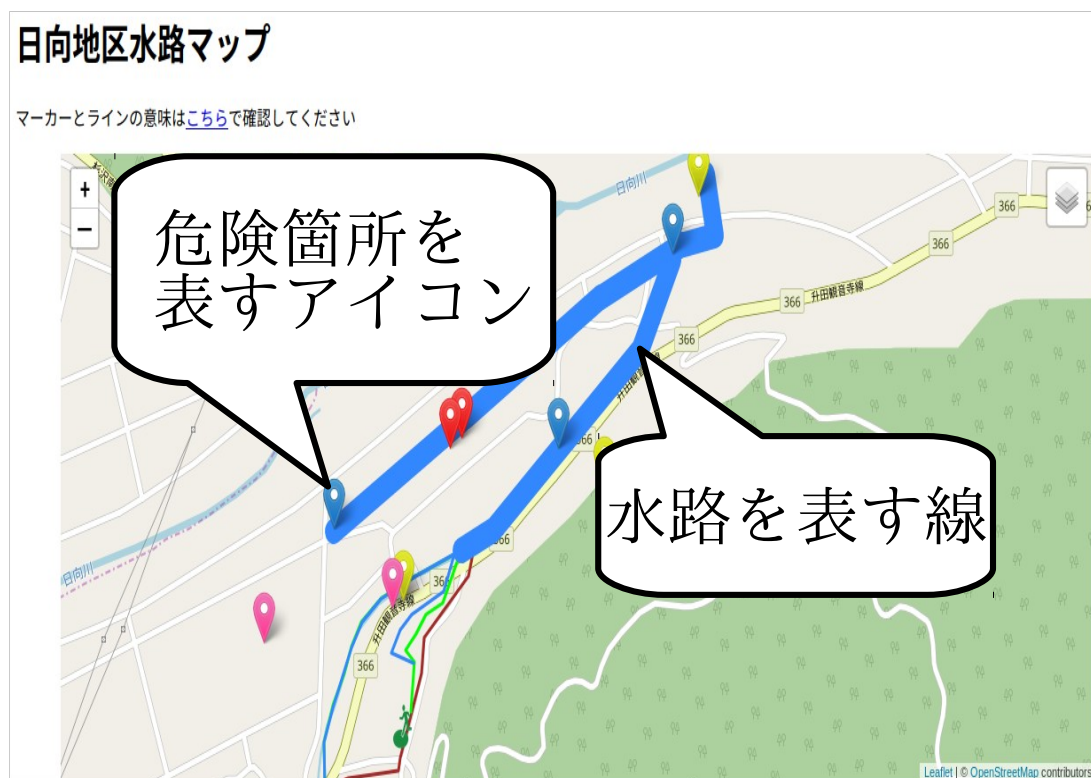 日向地区水路マップ
マーカーとラインの意味はこちらで確認してください
+
−
危険箇所を
表すアイコン
日向川
366
366
366
升田観音寺線
366
水路を表す線
日向川
366
升田観音寺線
366
Leaflet | © OpenStreetMap contributors